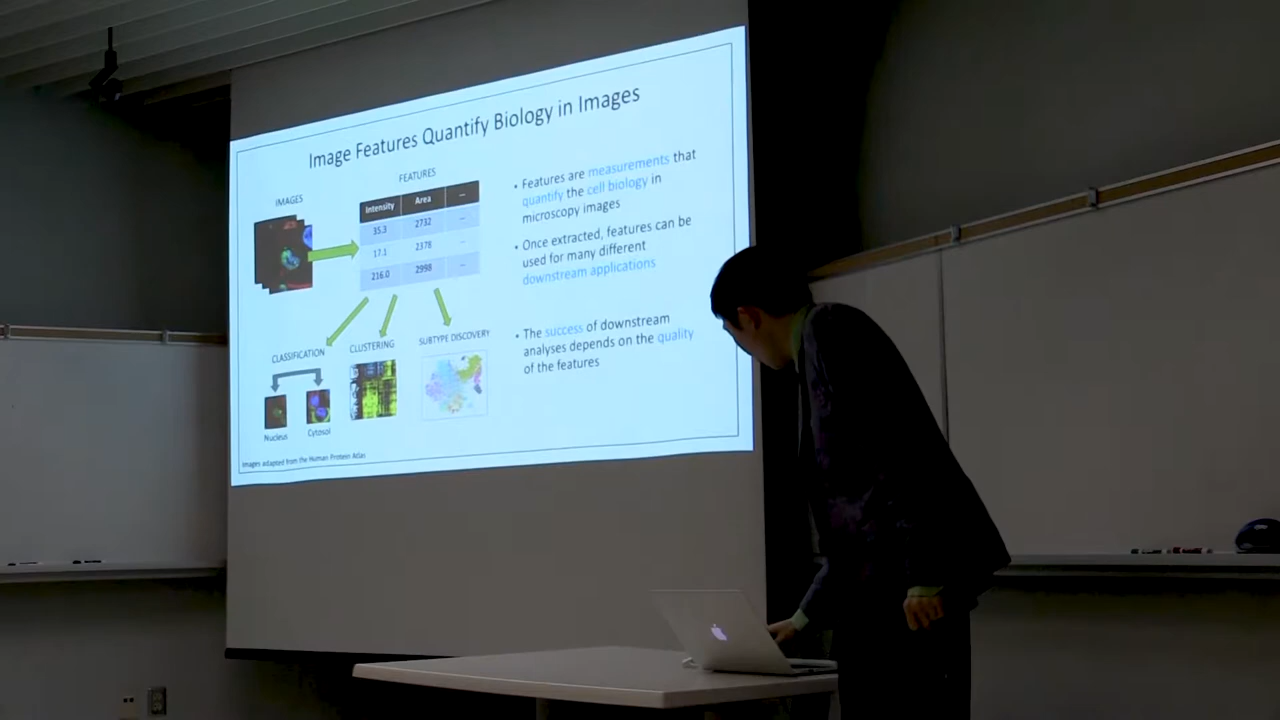 Image Features Quantify Biology in Images
IMAGES
FEATURES
Intensity Area ...
35.3 2732 ...
17.1 2378 ...
216.0 2998 ...
CLASSIFICATION
CLUSTERING
SUBTYPE DISCOVERY
Nucleus
Cytosol
Images adapted from the Human Protein Atlas
• Features are measurements that
quantify the cell biology in
microscopy images
• Once extracted, features can be
used for many different
downstream applications
• The success of downstream
analyses depends on the quality
of the features